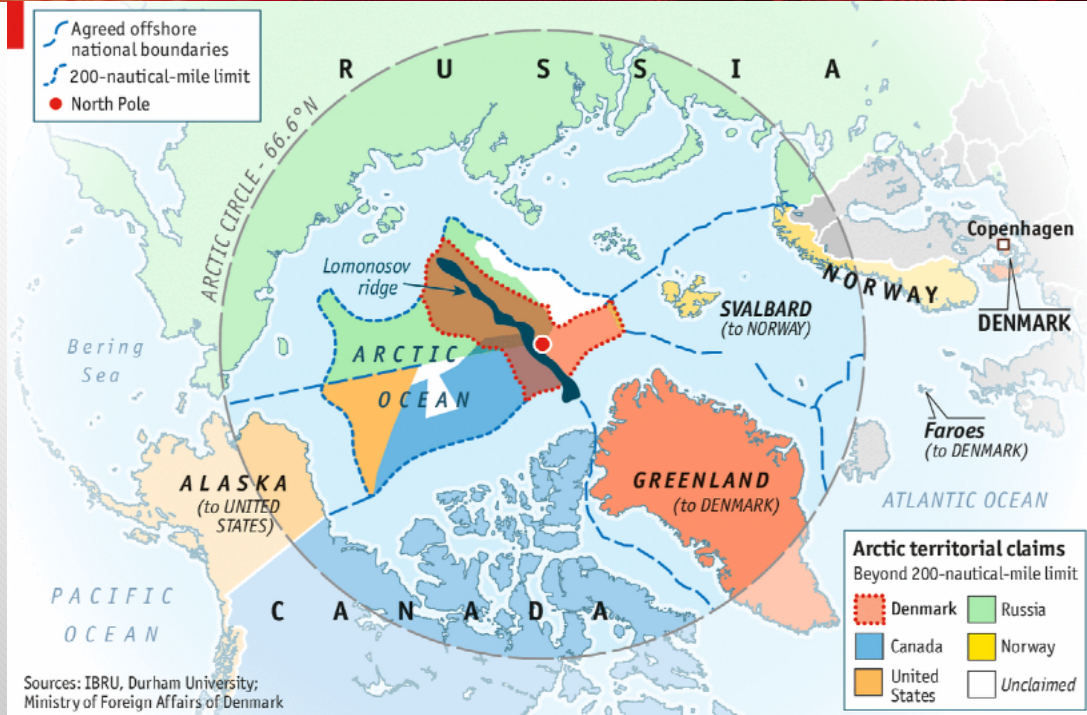 Agreed offshore
national boundaries
200-nautical-mile limit
North Pole
R U S S I A
ARCTIC CIRCLE - 66.6°N
Lomonosov
ridge
Copenhagen
NORWAY
DENMARK
SVALBARD
(to NORWAY)
Bering
Sea
ARCTIC
OCEAN
Faroes
(to DENMARK)
ALASKA
(to UNITED
STATES)
GREENLAND
(to DENMARK)
ATLANTIC OCEAN
PACIFIC
OCEAN
C A N A D A
Arctic territorial claims
Beyond 200-nautical-mile limit
Denmark
Russia
Canada
Norway
United
States
Unclaimed
Sources: IBRU, Durham University;
Ministry of Foreign Affairs of Denmark